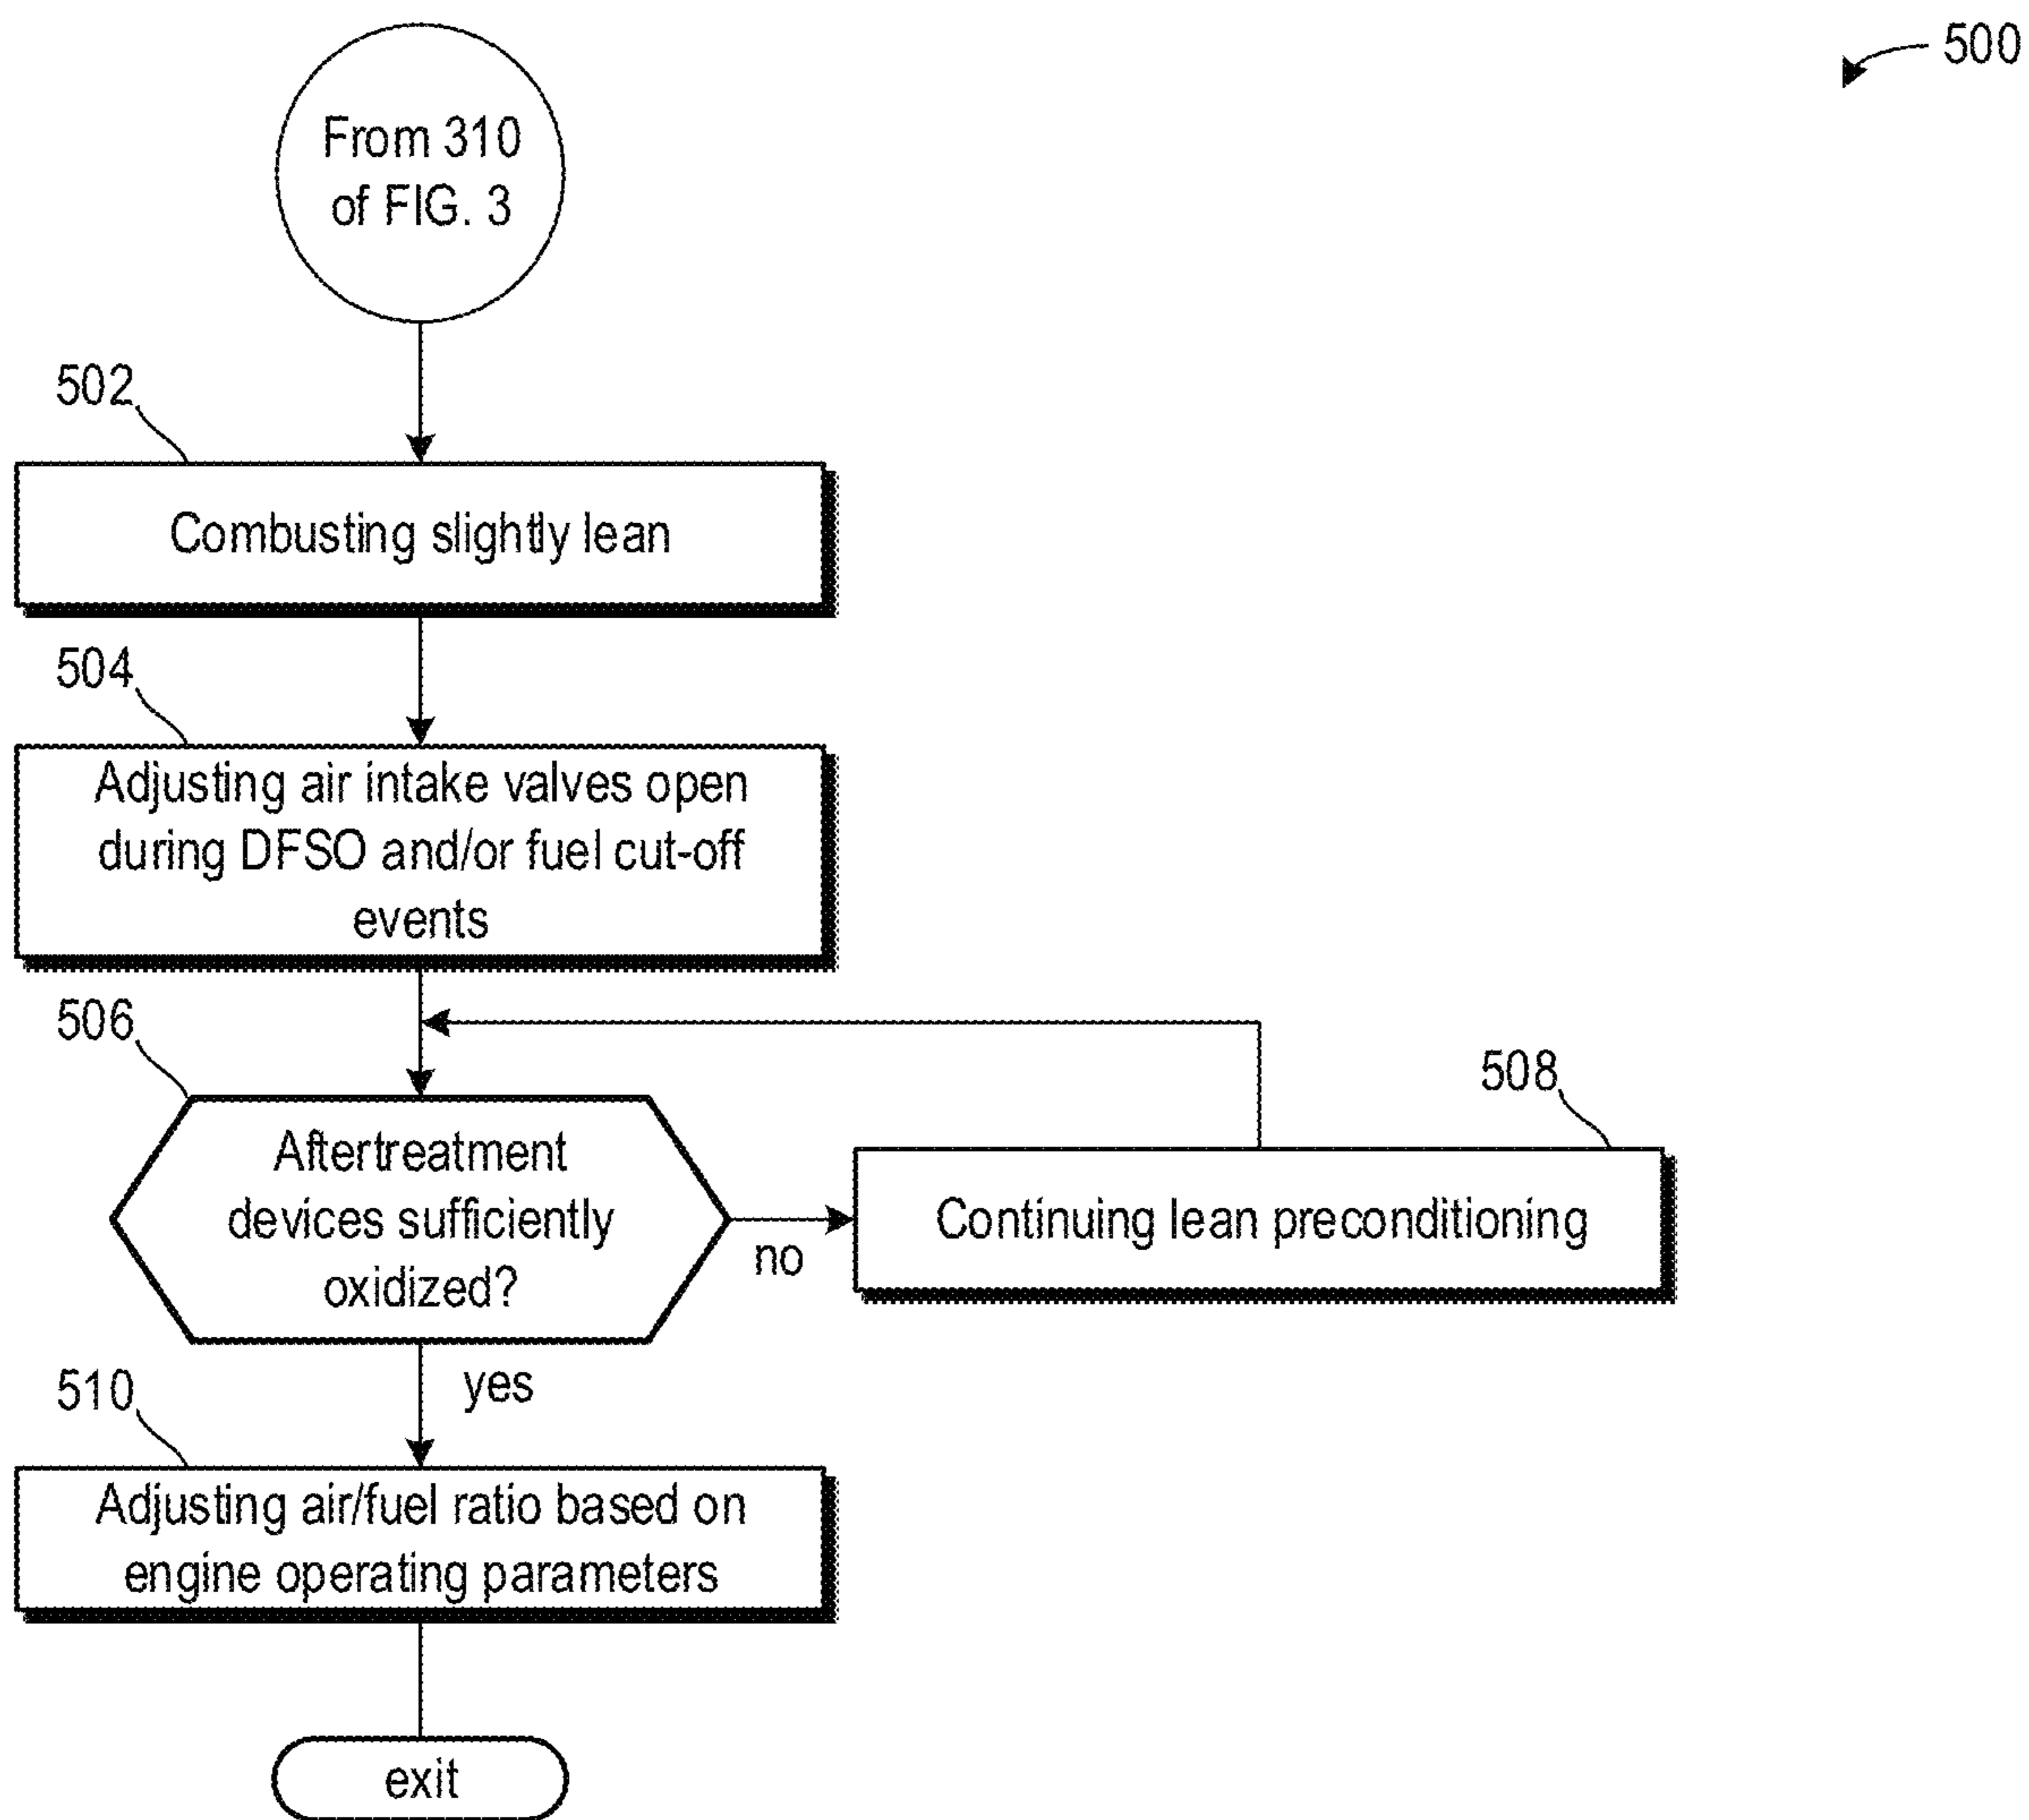 500
From 310
of FIG. 3
502
Combusting slightly lean
504
Adjusting air intake valves open
during DFSO and/or fuel cut-off
events
506
Aftertreatment
devices sufficiently
oxidized?
no
508
Continuing lean preconditioning
yes
510
Adjusting air/fuel ratio based on
engine operating parameters
exit